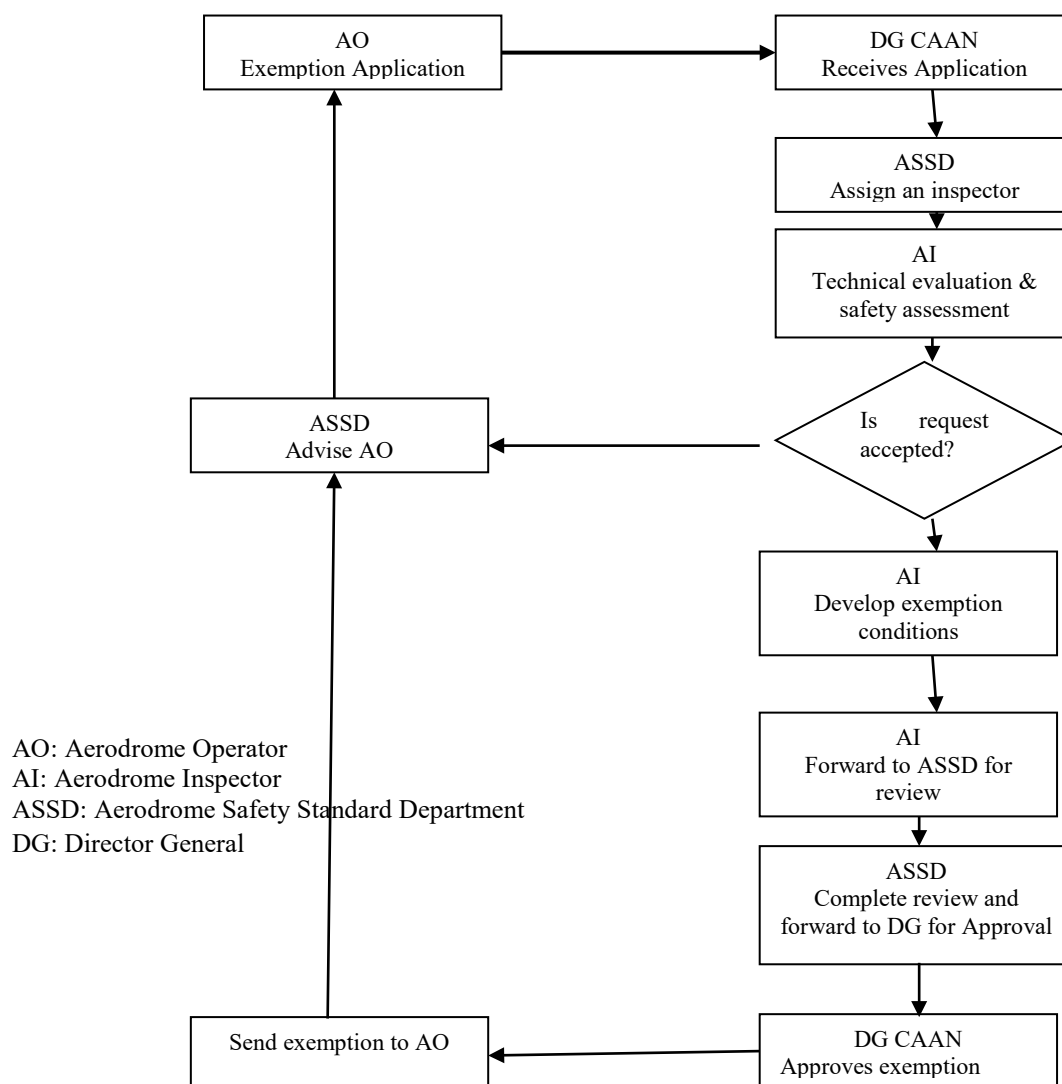 AO
Exemption Application
DG CAAN
Receives Application
ASSD
Assign an inspector
AI
Technical evaluation &
safety assessment
Is request
accepted?
ASSD
Advise AO
AI
Develop exemption
conditions
AI
Forward to ASSD for
review
AO: Aerodrome Operator
AI: Aerodrome Inspector
ASSD: Aerodrome Safety Standard Department
DG: Director General
ASSD
Complete review and
forward to DG for Approval
DG CAAN
Approves exemption
Send exemption to AO